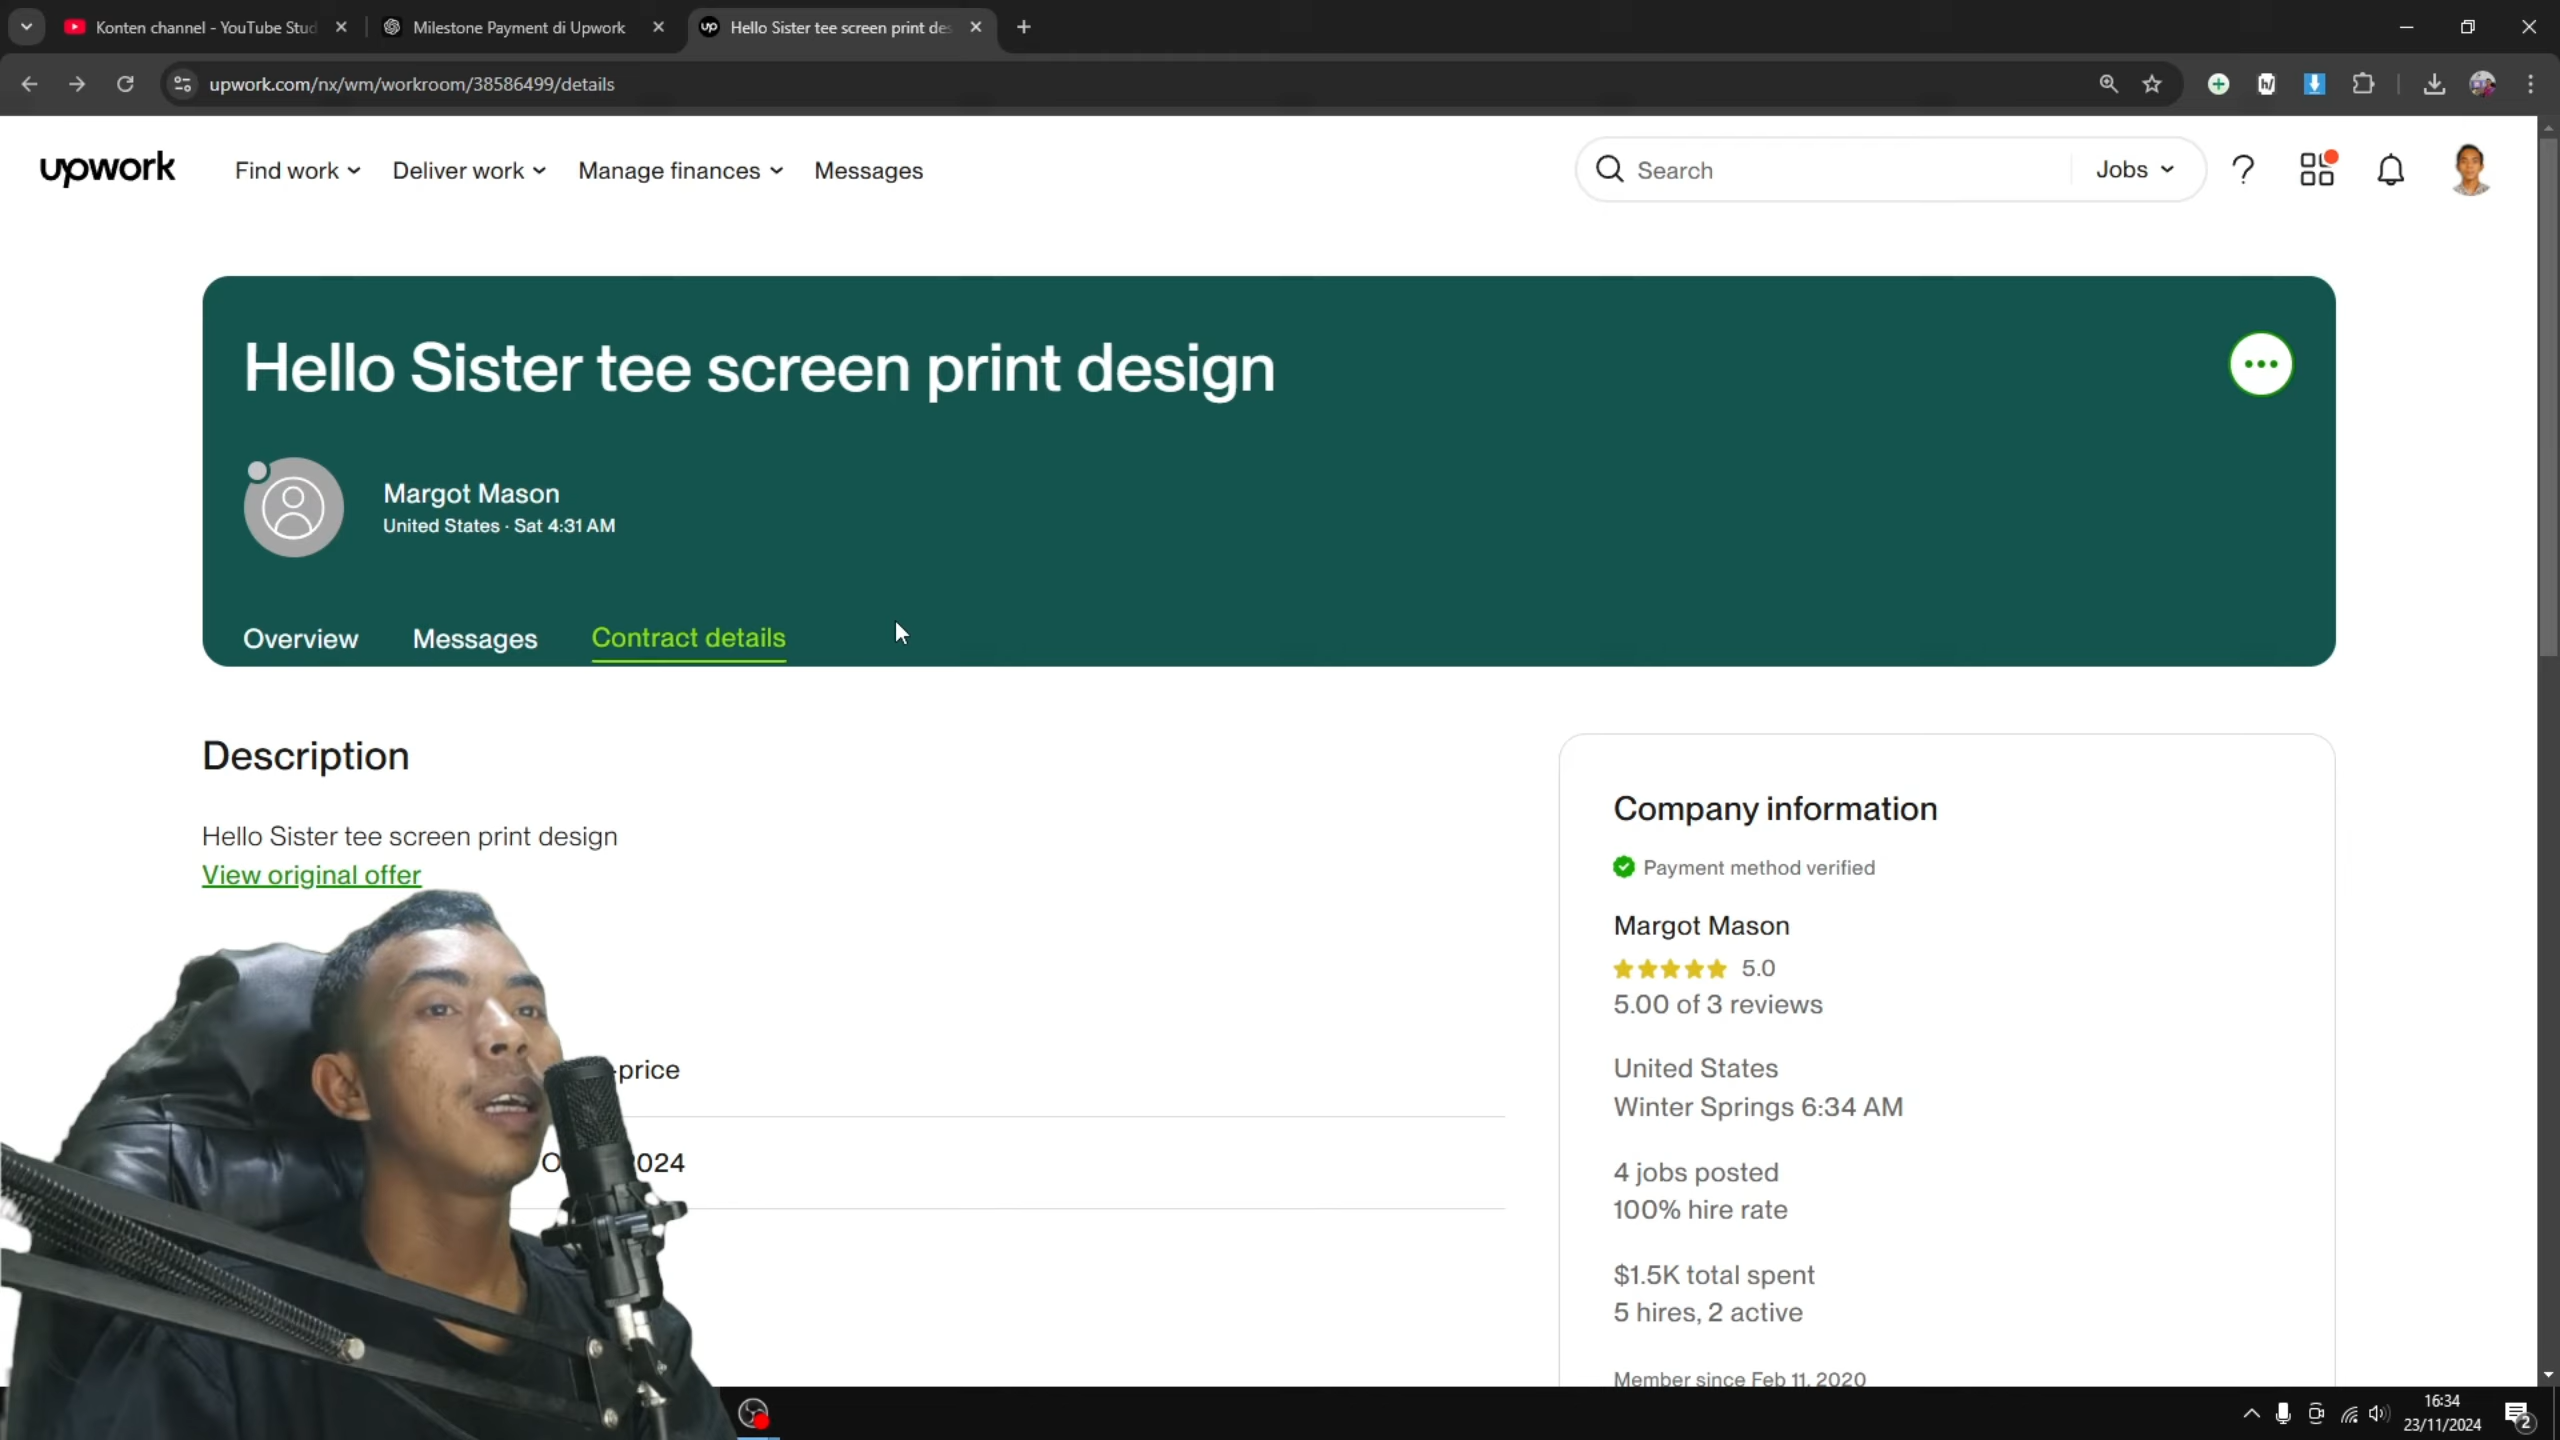 Konten channel - YouTube Stud
Milestone Payment di Upwork
Hello Sister tee screen print des
upwork.com/nx/wm/workroom/38586499/details
upwork
Find work
Deliver work
Manage finances
Messages
Search
Jobs
Hello Sister tee screen print design
Margot Mason
United States · Sat 4:31 AM
Overview
Messages
Contract details
Description
Hello Sister tee screen print design
View original offer
-price
2024
Company information
Payment method verified
Margot Mason
5.0
5.00 of 3 reviews
United States
Winter Springs 6:34 AM
4 jobs posted
100% hire rate
$1.5K total spent
5 hires, 2 active
Member since Feb 11, 2020
16:34
23/11/2024
2